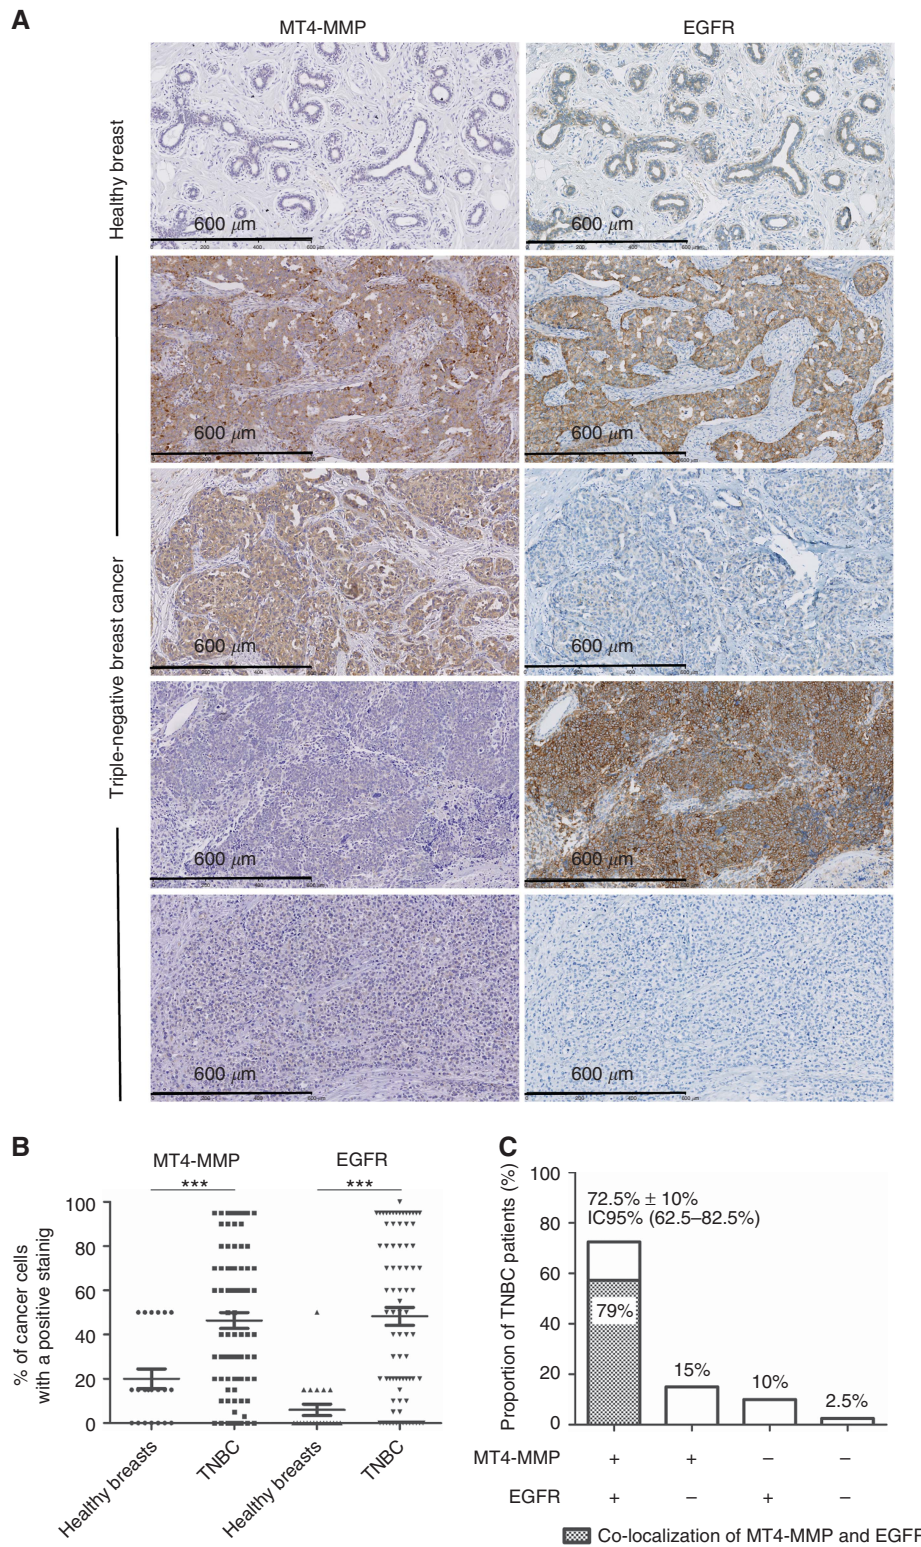 A
MT4-MMP
EGFR
Healthy breast
600 μm
600 μm
Triple-negative breast cancer
600 μm
600 μm
600 μm
600 μm
600 μm
600 μm
600 μm
600 μm
B
MT4-MMP
EGFR
***
***
% of cancer cells
with a positive stainig
100
80
60
40
20
0
Healthy breasts
TNBC
Healthy breasts
TNBC
C
Proportion of TNBC patients (%)
100
80
60
40
20
0
72.5% ± 10%
IC95% (62.5–82.5%)
79%
15%
10%
2.5%
MT4-MMP + + – –
EGFR + – + –
Co-localization of MT4-MMP and EGFR